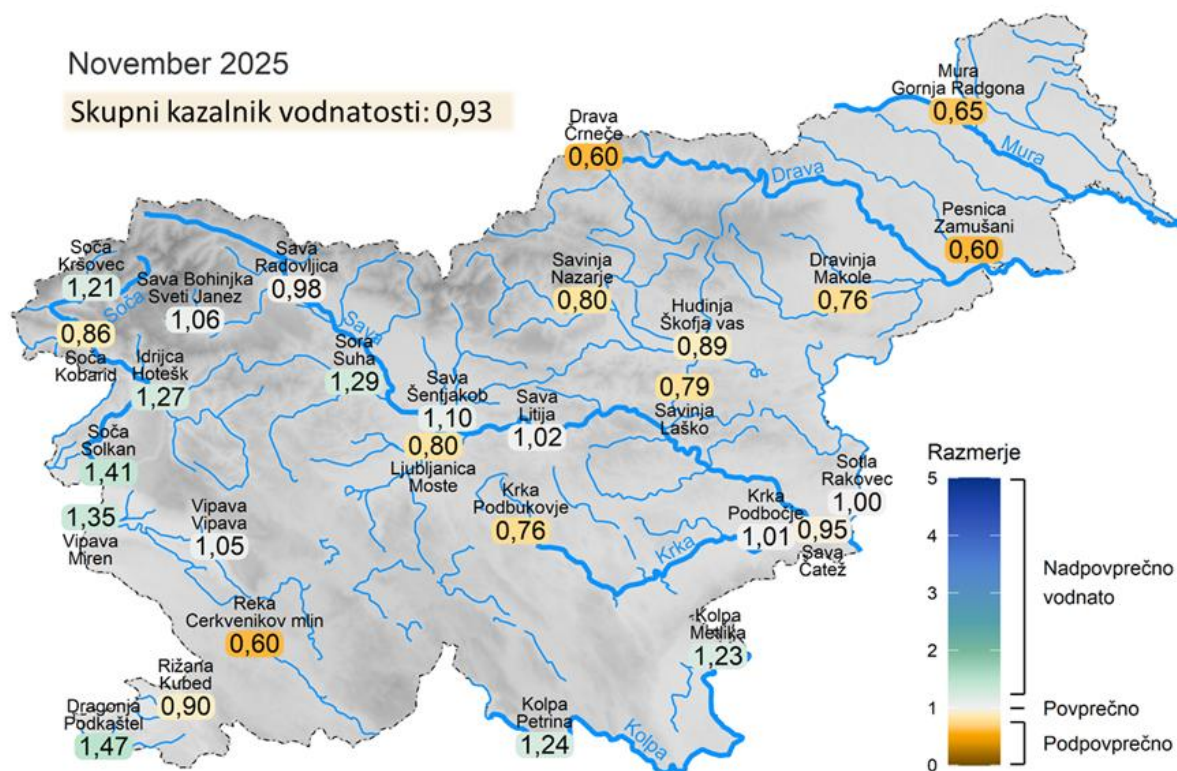 November 2025
Skupni kazalnik vodnatosti: 0,93
Mura
Gornja Radgona
0,65
Mura
Drava
Črneče
0,60
Drava
Pesnica
Zamušani
0,60
Soča
Kršovec
1,21
Soča
Sava Bohinjka
Sveti Janez
1,06
Sava
Radovljica
0,98
Sava
Savinja
Nazarje
0,80
Dravinja
Makole
0,76
Hudinja
Škofja vas
0,89
0,86
Soča
Kobarid
Idrijca
Hotešk
1,27
Sora
Suha
1,29
Sava
Šentjakob
1,10
Sava
Litija
1,02
0,79
Savinja
Laško
0,80
Ljubljanica
Moste
Soča
Solkan
1,41
1,35
Vipava
Miren
Vipava
Vipava
1,05
Krka
Podbukovje
0,76
Krka
Krka
Podbočje
1,01
Sotla
Rakovec
1,00
0,95
Sava
Čatež
Reka
Cerkvenikov mlin
0,60
Kolpa
Metlika
1,23
Rižana
Kubed
0,90
Dragonja
Podkaštel
1,47
Kolpa
Petrina
1,24
Kolpa
Razmerje
5
4
3
2
1
0
Nadpovprečno
vodnato
Povprečno
Podpovprečno